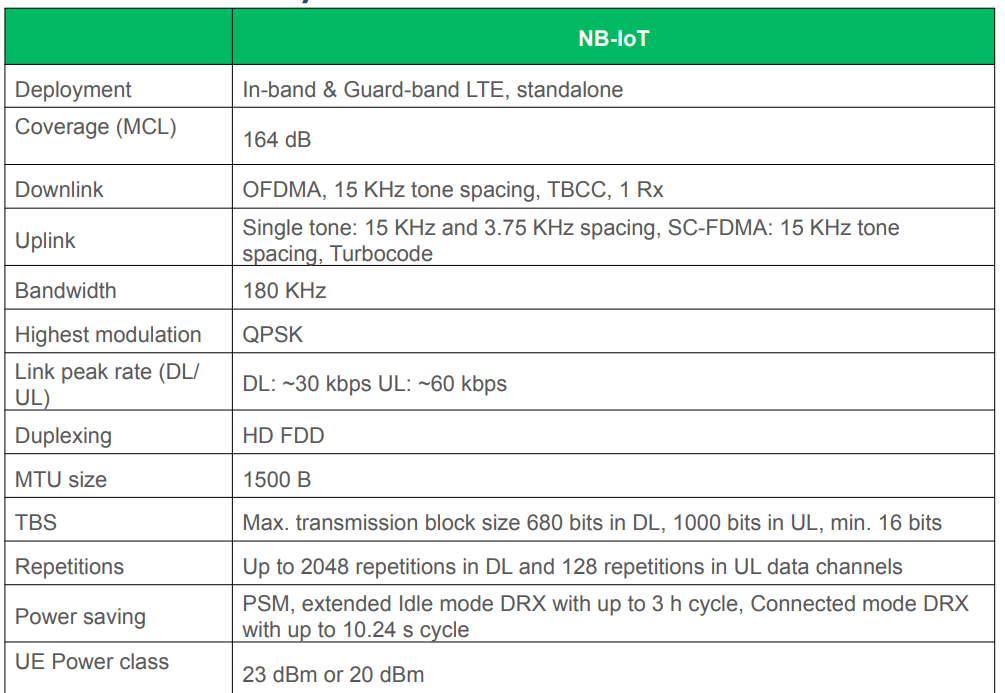 NB-IoT
Deployment
In-band & Guard-band LTE, standalone
Coverage (MCL)
164 dB
Downlink
OFDMA, 15 KHz tone spacing, TBCC, 1 Rx
Uplink
Single tone: 15 KHz and 3.75 KHz spacing, SC-FDMA: 15 KHz tone
spacing, Turbocode
Bandwidth
180 KHz
Highest modulation
QPSK
Link peak rate (DL/
UL)
DL: ~30 kbps UL: ~60 kbps
Duplexing
HD FDD
MTU size
1500 B
TBS
Max. transmission block size 680 bits in DL, 1000 bits in UL, min. 16 bits
Repetitions
Up to 2048 repetitions in DL and 128 repetitions in UL data channels
Power saving
PSM, extended Idle mode DRX with up to 3 h cycle, Connected mode DRX
with up to 10.24 s cycle
UE Power class
23 dBm or 20 dBm